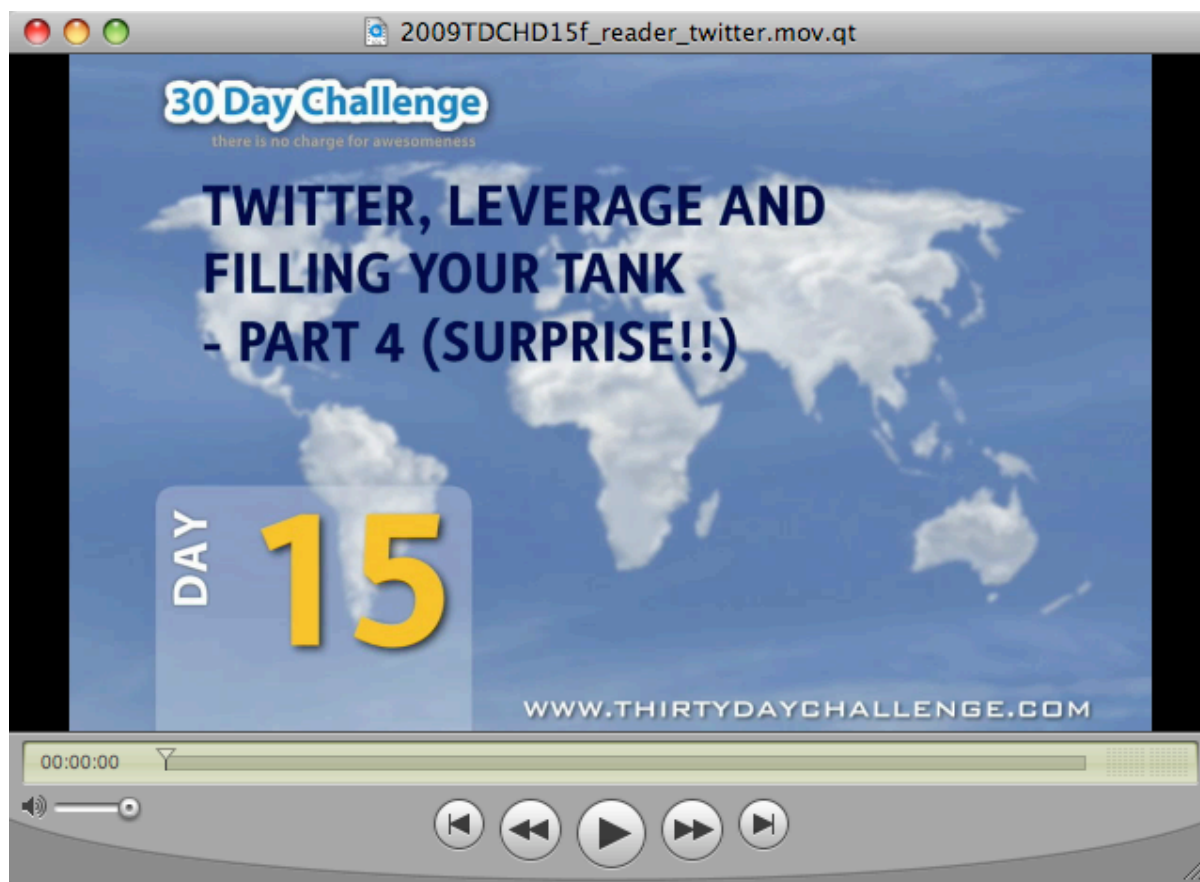 2009TDCHD15f_reader_twitter.mov.qt
30 Day Challenge
there is no charge for awesomeness
TWITTER, LEVERAGE AND
FILLING YOUR TANK
- PART 4 (SURPRISE!!)
DAY
15
WWW.THIRTYDAYCHALLENGE.COM
00:00:00